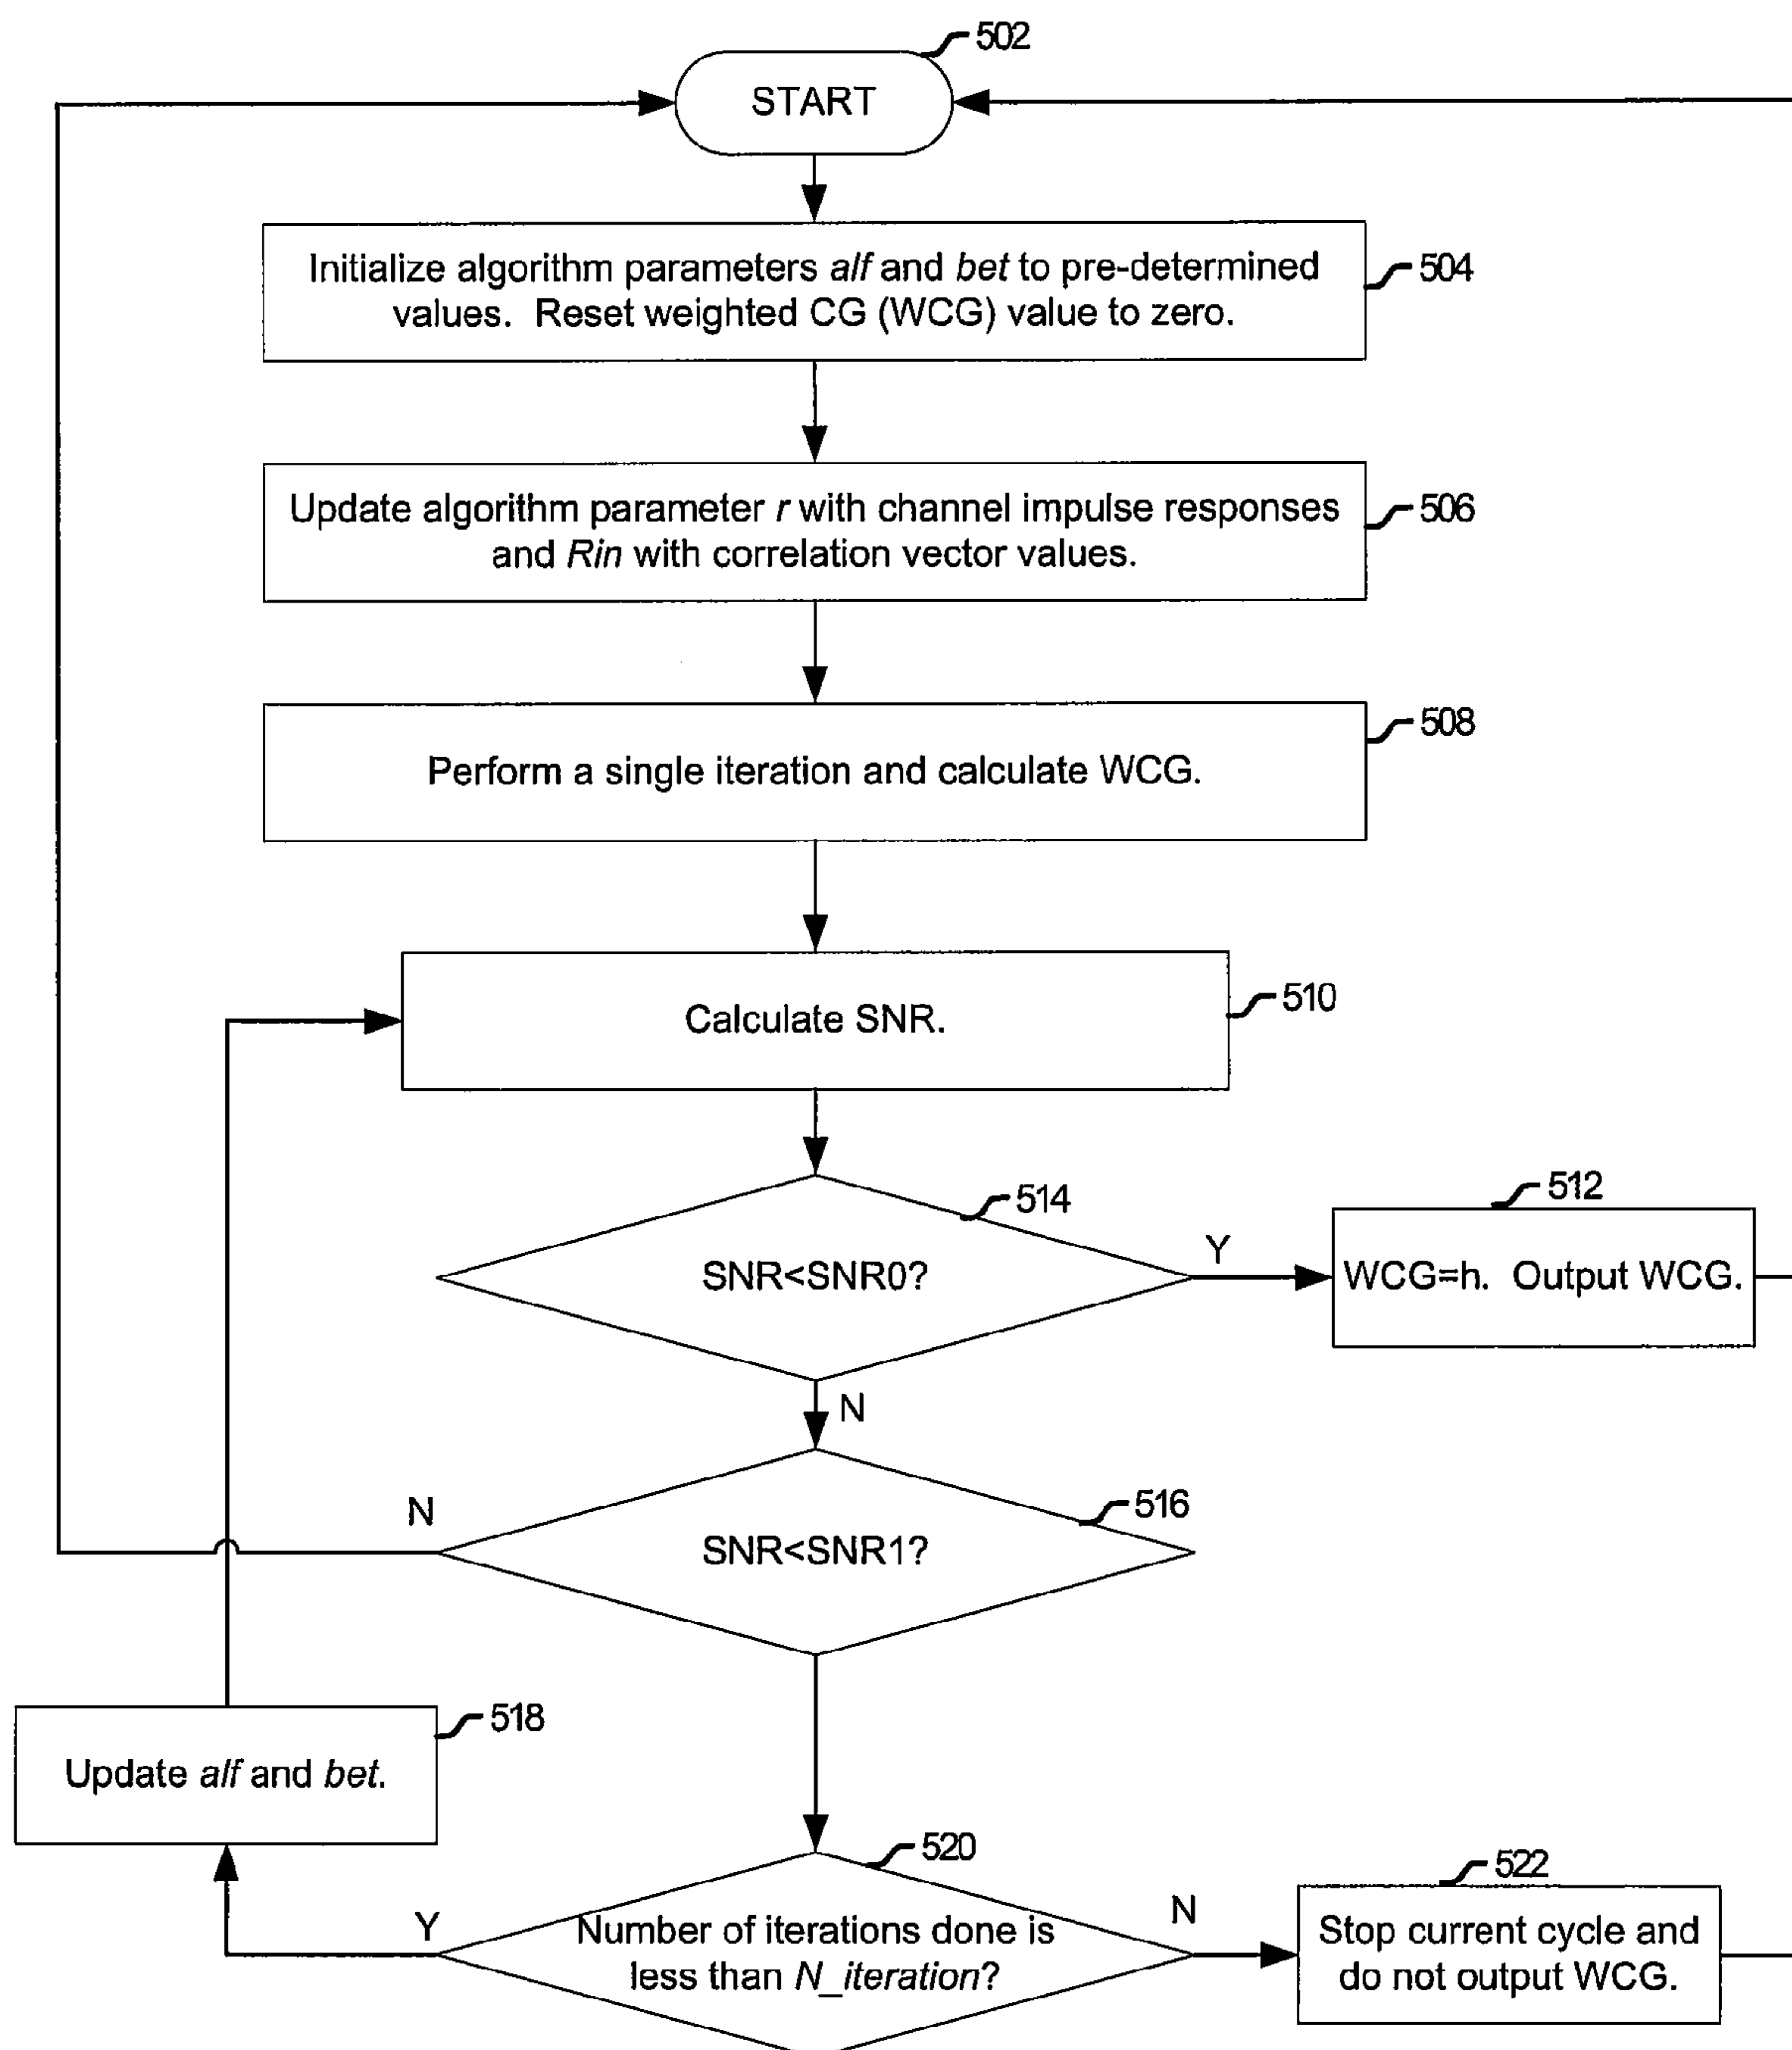 502
START
Initialize algorithm parameters alf and bet to pre-determined
values. Reset weighted CG (WCG) value to zero.
504
Update algorithm parameter r with channel impulse responses
and Rin with correlation vector values.
506
Perform a single iteration and calculate WCG.
508
Calculate SNR.
510
514
SNR<SNR0?
Y
512
WCG=h. Output WCG.
N
516
SNR<SNR1?
N
518
Update alf and bet.
520
Number of iterations done is
less than N_iteration?
Y
N
522
Stop current cycle and
do not output WCG.